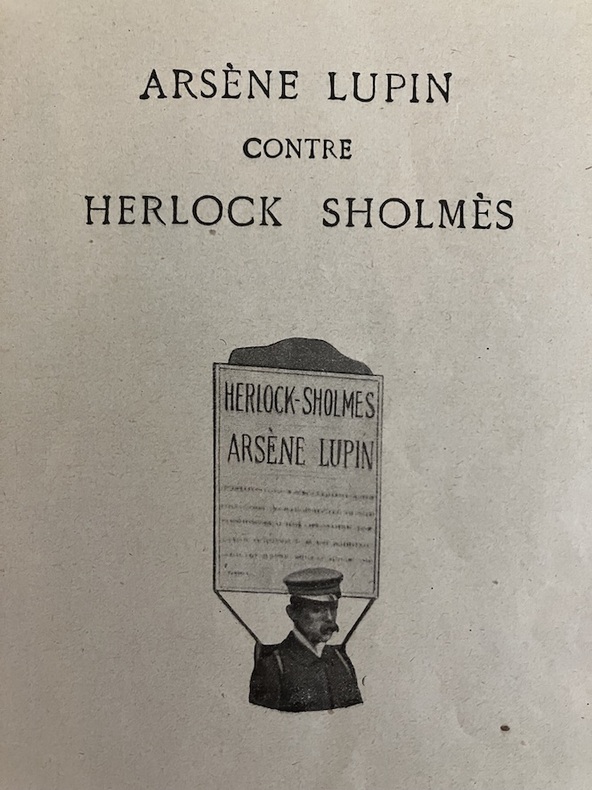 ARSÈNE LUPIN
CONTRE
HERLOCK SHOLMÈS
HERLOCK-SHOLMES
ARSÈNE LUPIN